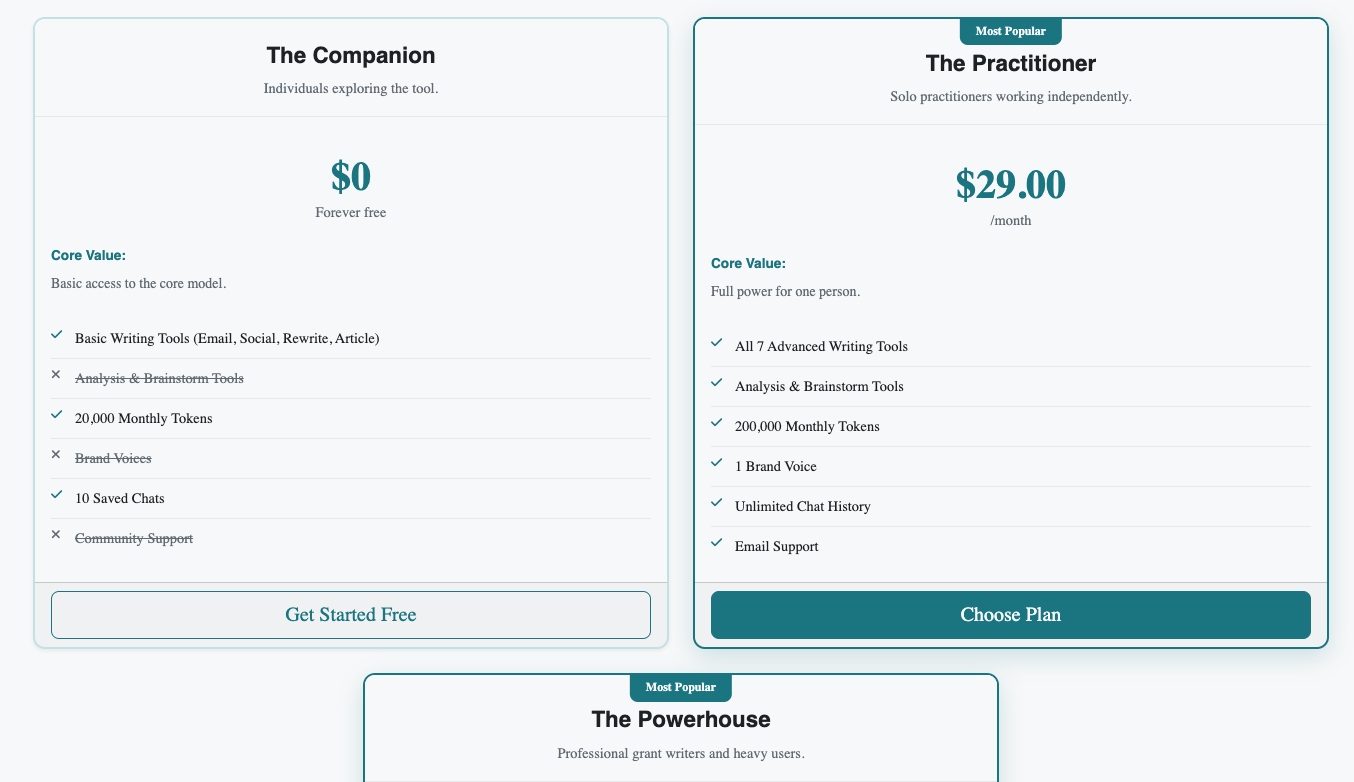 The Companion
Individuals exploring the tool.
$0
Forever free
Core Value:
Basic access to the core model.
Basic Writing Tools (Email, Social, Rewrite, Article)
Analysis & Brainstorm Tools
20,000 Monthly Tokens
Brand Voices
10 Saved Chats
Community Support
Get Started Free
Most Popular
The Practitioner
Solo practitioners working independently.
$29.00
/month
Core Value:
Full power for one person.
All 7 Advanced Writing Tools
Analysis & Brainstorm Tools
200,000 Monthly Tokens
1 Brand Voice
Unlimited Chat History
Email Support
Choose Plan
Most Popular
The Powerhouse
Professional grant writers and heavy users.